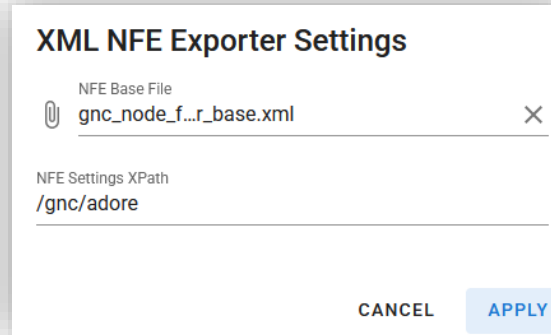 XML NFE Exporter Settings
NFE Base File
gnc_node_f...r_base.xml
NFE Settings XPath
/gnc/adore
CANCEL APPLY